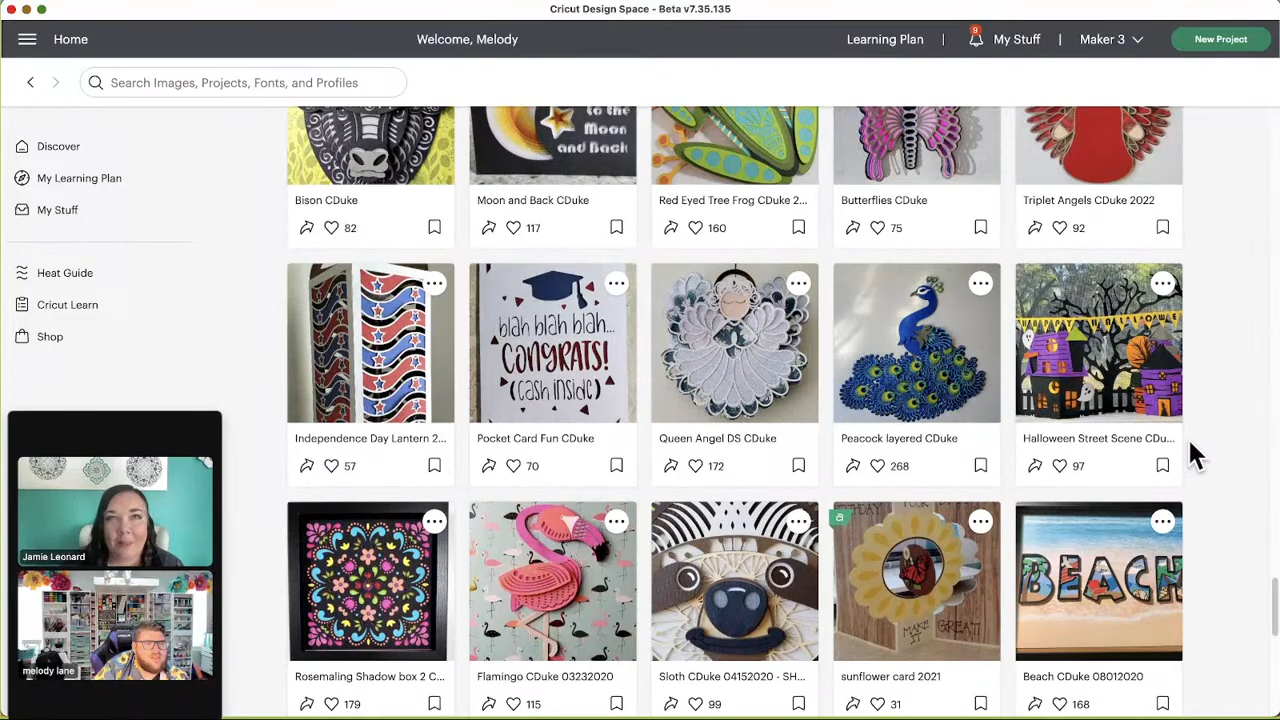 Cricut Design Space - Beta v7.35.135
Home
Welcome, Melody
Learning Plan | 9 My Stuff | Maker 3 New Project
Search Images, Projects, Fonts, and Profiles
Discover
My Learning Plan
My Stuff
Heat Guide
Cricut Learn
Shop
to the
Moon
and Back
Bison CDuke
Moon and Back CDuke
Red Eyed Tree Frog CDuke 2...
Butterflies CDuke
Triplet Angels CDuke 2022
82
117
160
75
92
blah blah blah...
CONGRATS!
(cash inside)
HAPPY HALLOWE
Independence Day Lantern 2...
Pocket Card Fun CDuke
Queen Angel DS CDuke
Peacock layered CDuke
Halloween Street Scene CDu...
57
70
172
268
97
MAKE
IT
GREAT!
BEACH
Rosemaling Shadow box 2 C...
Flamingo CDuke 03232020
Sloth CDuke 04152020 - SH...
sunflower card 2021
Beach CDuke 08012020
179
115
99
31
168
Jamie Leonard
melody lane